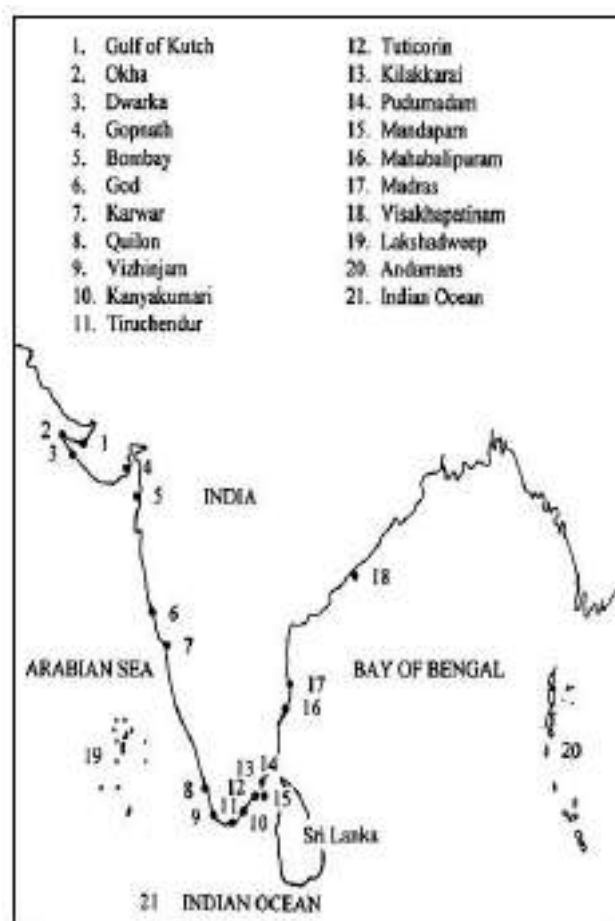 1. Gulf of Kutch
2. Okha
3. Dwarka
4. Gopnath
5. Bombay
6. God
7. Karwar
8. Quilon
9. Vizhinjam
10. Kanyakumari
11. Tiruchendur
12. Tuticorin
13. Kilakkarai
14. Pudumadam
15. Mandapam
16. Mahabalipuram
17. Madras
18. Visakhapatinam
19. Lakshadweep
20. Andamans
21. Indian Ocean
2
1
3
4
5
INDIA
18
6
7
ARABIAN SEA
BAY OF BENGAL
17
16
19
20
13
14
8
12
15
9
11
10
Sri Lanka
21 INDIAN OCEAN